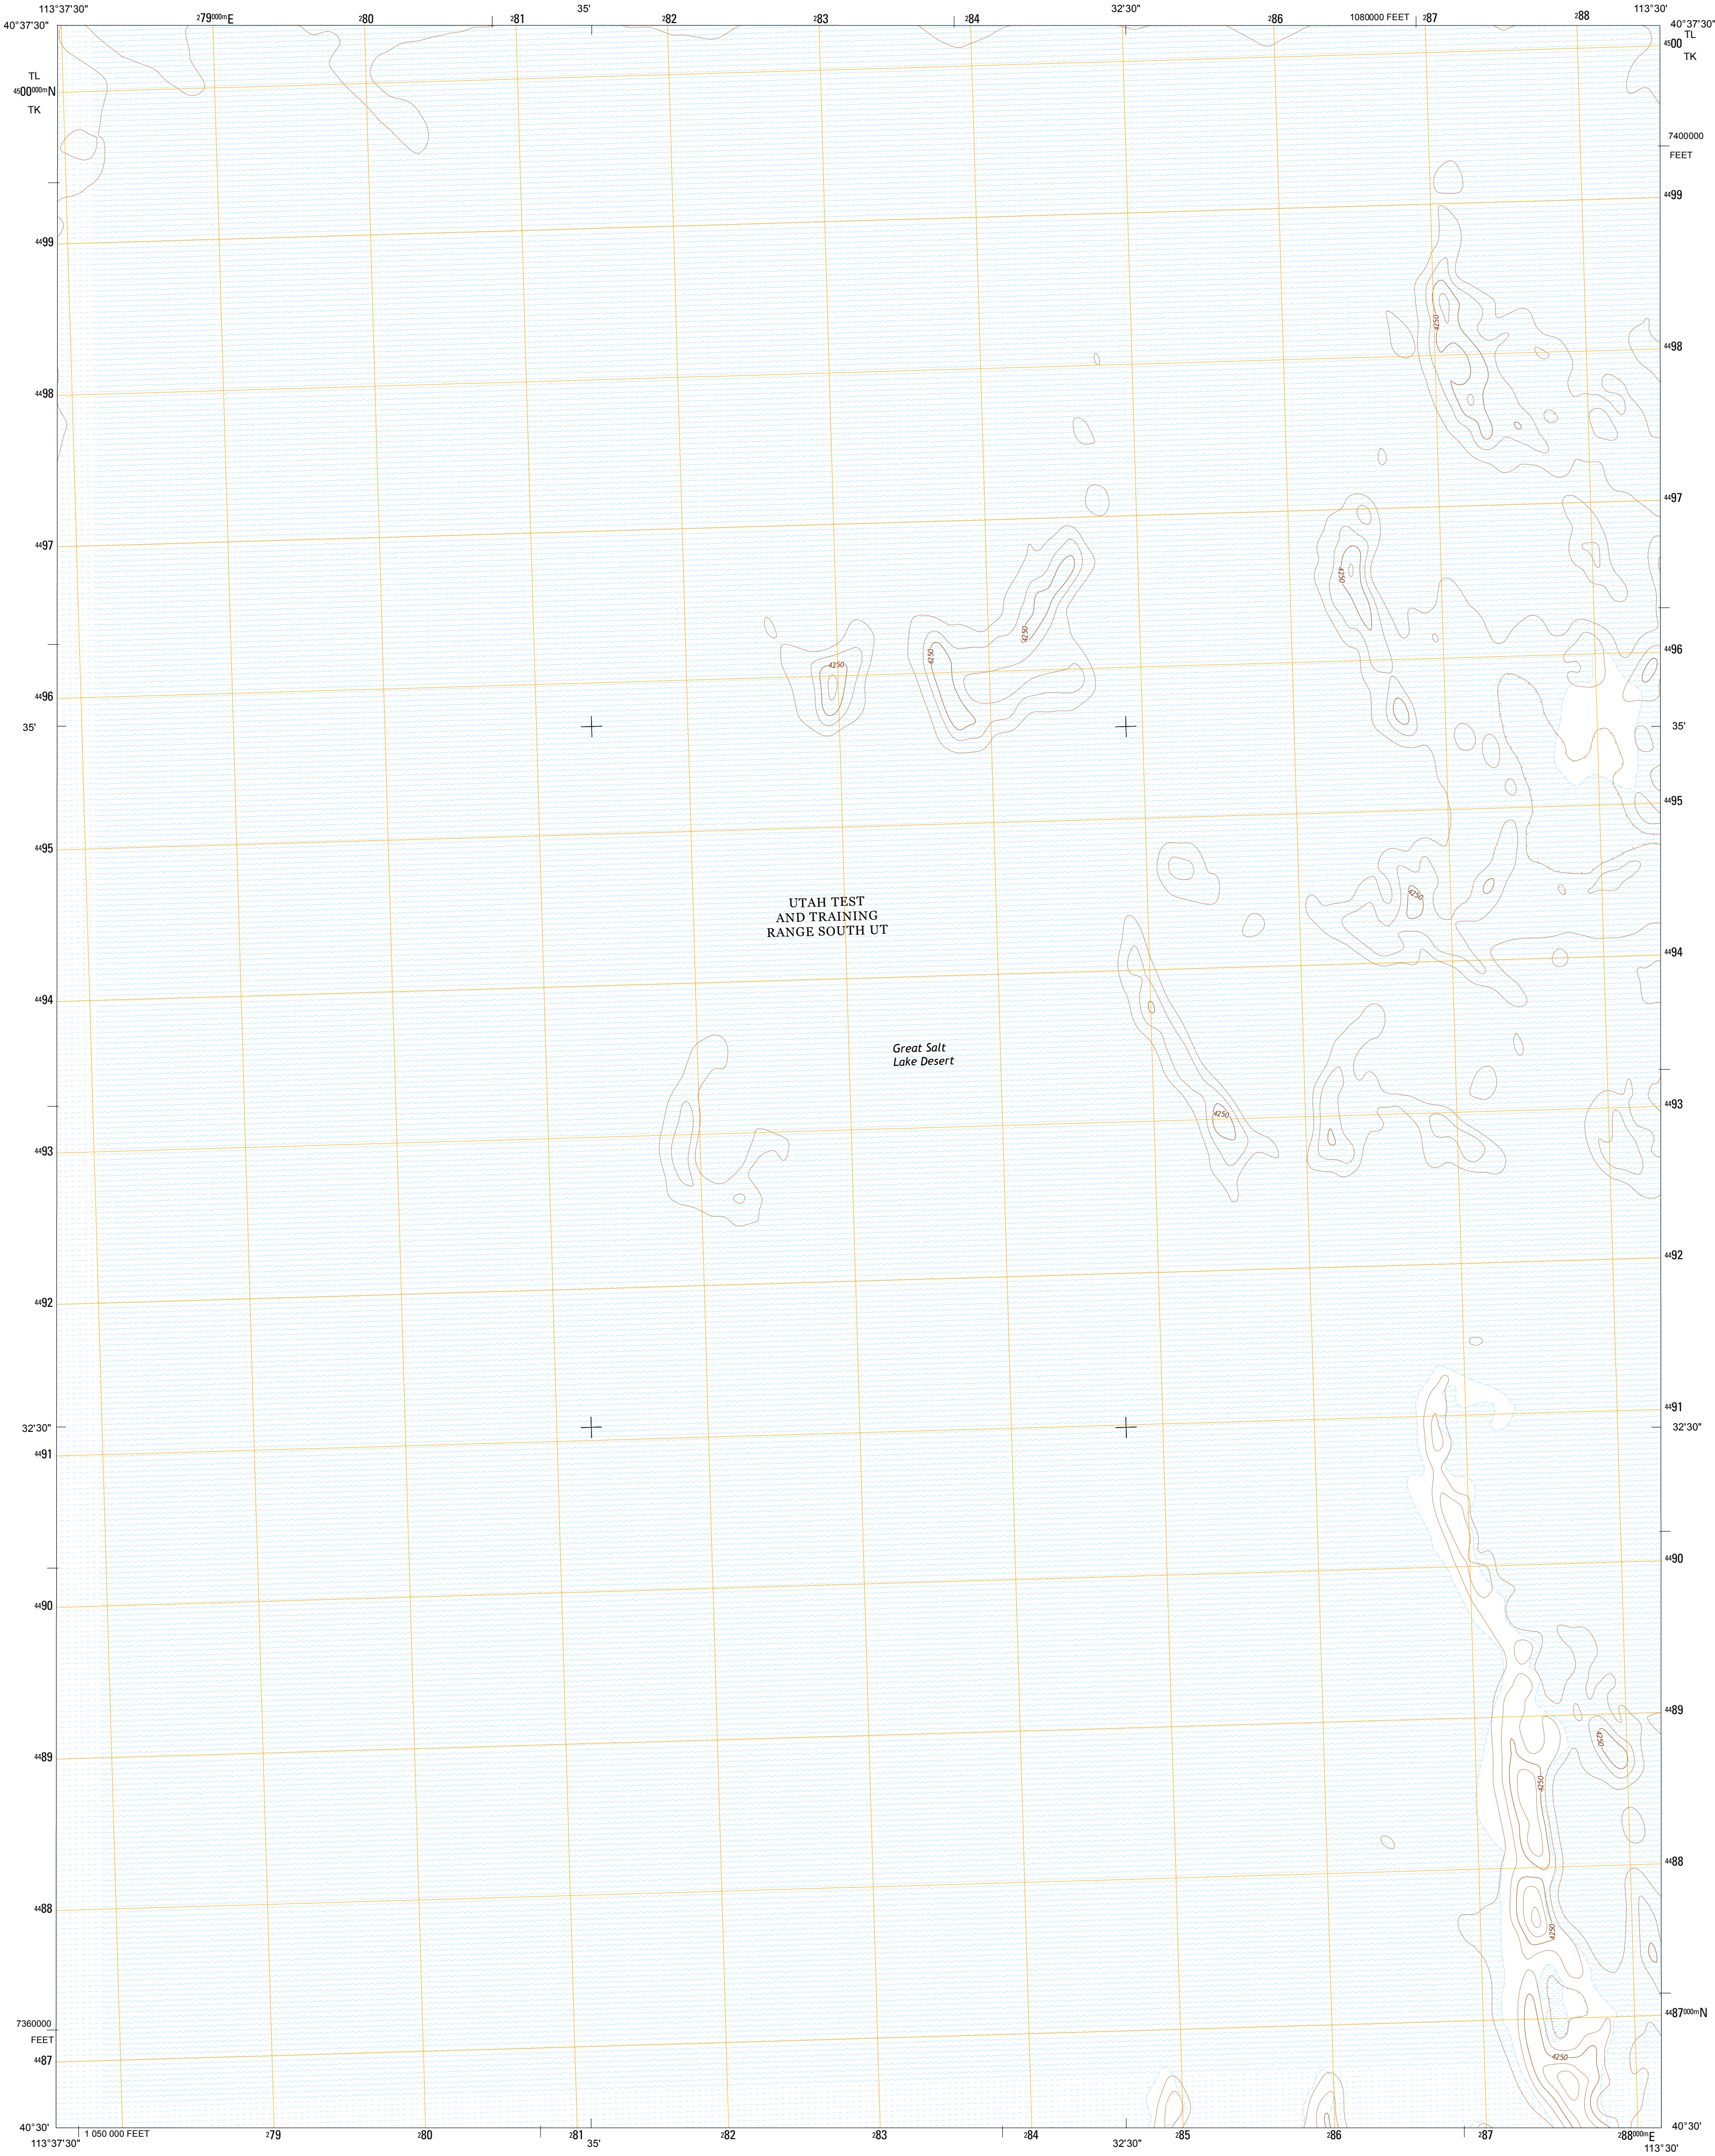 113°37'30" 279000mE 280 281 35' 282 283 284 32'30" 286 1080000 FEET 287 288 113°30'
40°37'30" 40°37'30"
TL TL
4500
TK
4500000mN
TK
7400000
FEET
4499
4499
4250
4498
4498
4497
4497
4250
4250
4496
4250
4250
4496
35' 35'
4495
4495
4250
UTAH TEST
AND TRAINING
RANGE SOUTH UT
4494
4494
Great Salt
Lake Desert
4493
4250
4493
4492
4492
4491
32'30" 32'30"
4491
4490
4490
4489
4250
4489
4250
4488
4488
4250
4487000mN
7360000
FEET
4250
4487
40°30' 40°30'
1 050 000 FEET 279 280 281 282 283 284 285 286 287 288000mE
113°37'30" 35' 32'30" 113°30'